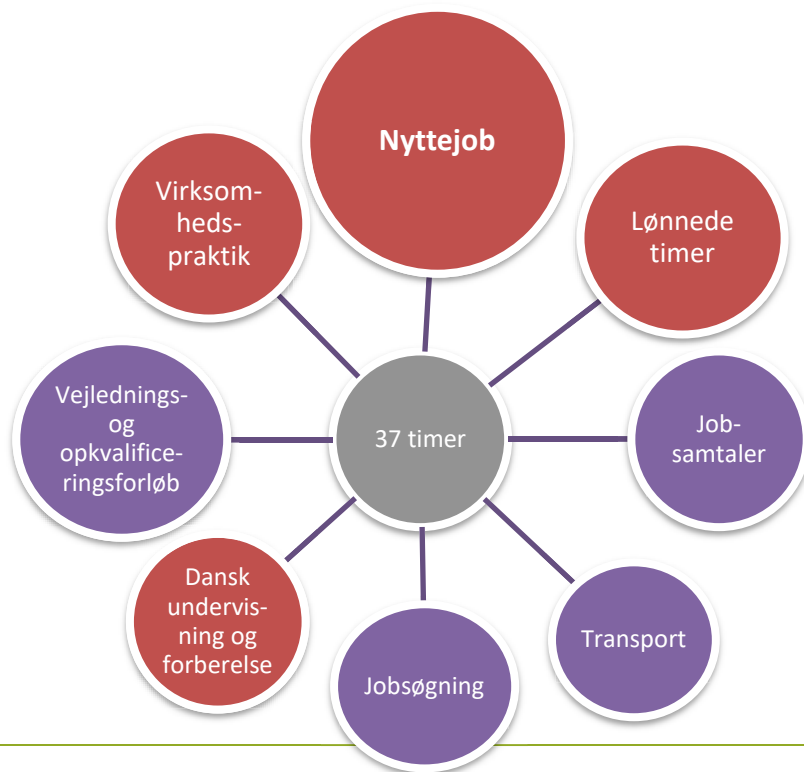 Nyttejob
Virksom-
heds-
praktik
Lønnede
timer
Vejlednings-
og
opkvalifice-
ringsforløb
37 timer
Job-
samtaler
Dansk
undervis-
ning og
forberelse
Jobsøgning
Transport